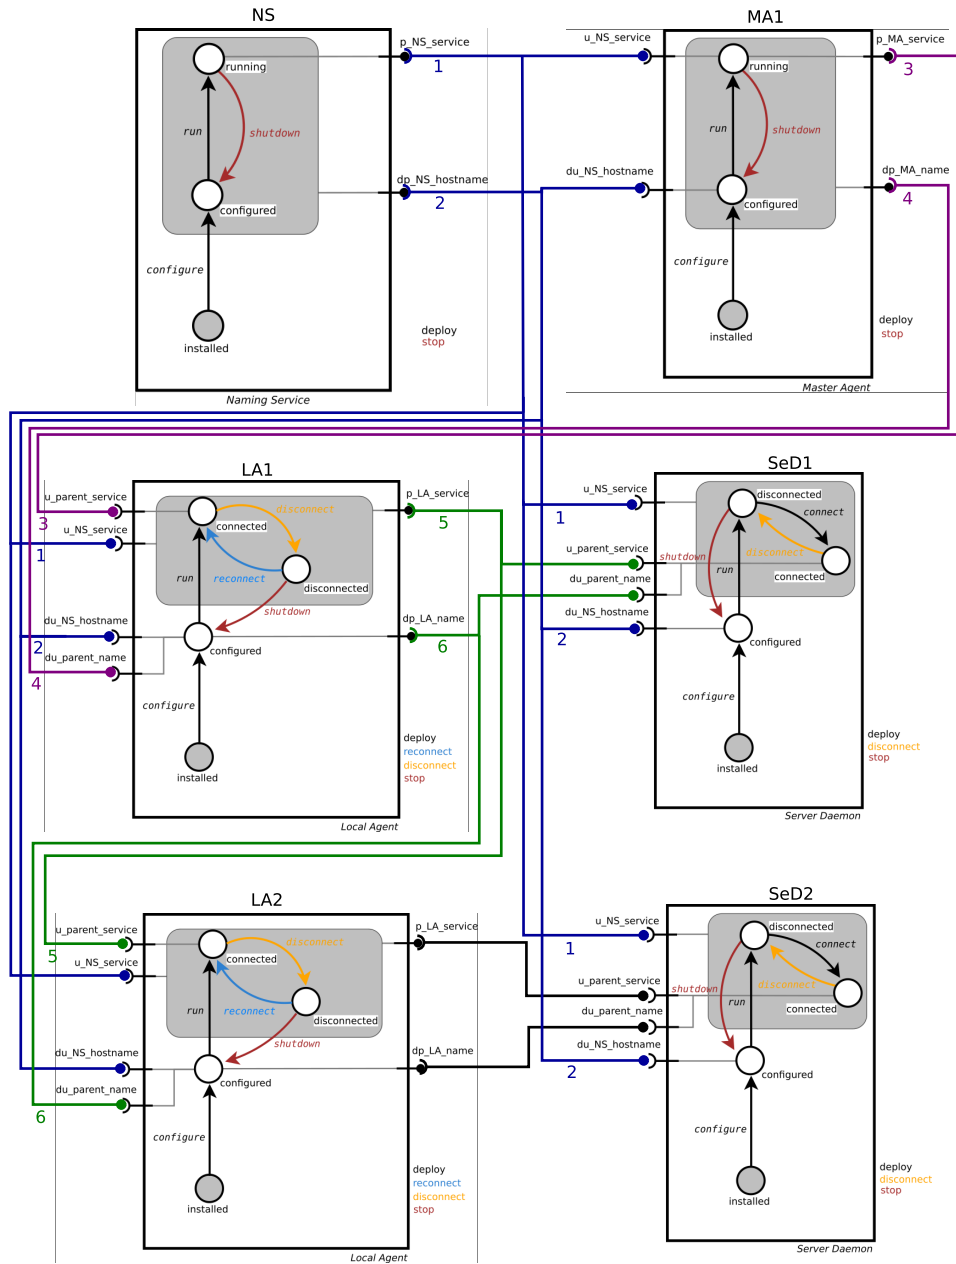 NS
p_NS_service
1
running
run
shutdown
dp_NS_hostname
2
configured
configure
installed
deploy
stop
Naming Service
MA1
u_NS_service
p_MA_service
3
running
run
shutdown
du_NS_hostname
dp_MA_name
4
configured
configure
installed
deploy
stop
Master Agent
LA1
u_parent_service
3
p_LA_service
5
disconnect
connected
u_NS_service
1
run
reconnect
disconnected
shutdown
du_NS_hostname
2
dp_LA_name
6
configured
du_parent_name
4
configure
installed
deploy
reconnect
disconnect
stop
Local Agent
SeD1
u_NS_service
1
disconnected
connect
u_parent_service
shutdown
disconnect
run
connected
du_parent_name
du_NS_hostname
2
configured
configure
installed
deploy
disconnect
stop
Server Daemon
LA2
u_parent_service
5
p_LA_service
disconnect
connected
u_NS_service
run
reconnect
disconnected
shutdown
du_NS_hostname
dp_LA_name
configured
du_parent_name
6
configure
installed
deploy
reconnect
disconnect
stop
Local Agent
SeD2
u_NS_service
1
disconnected
connect
u_parent_service
shutdown
disconnect
run
connected
du_parent_name
du_NS_hostname
2
configured
configure
installed
deploy
disconnect
stop
Server Daemon